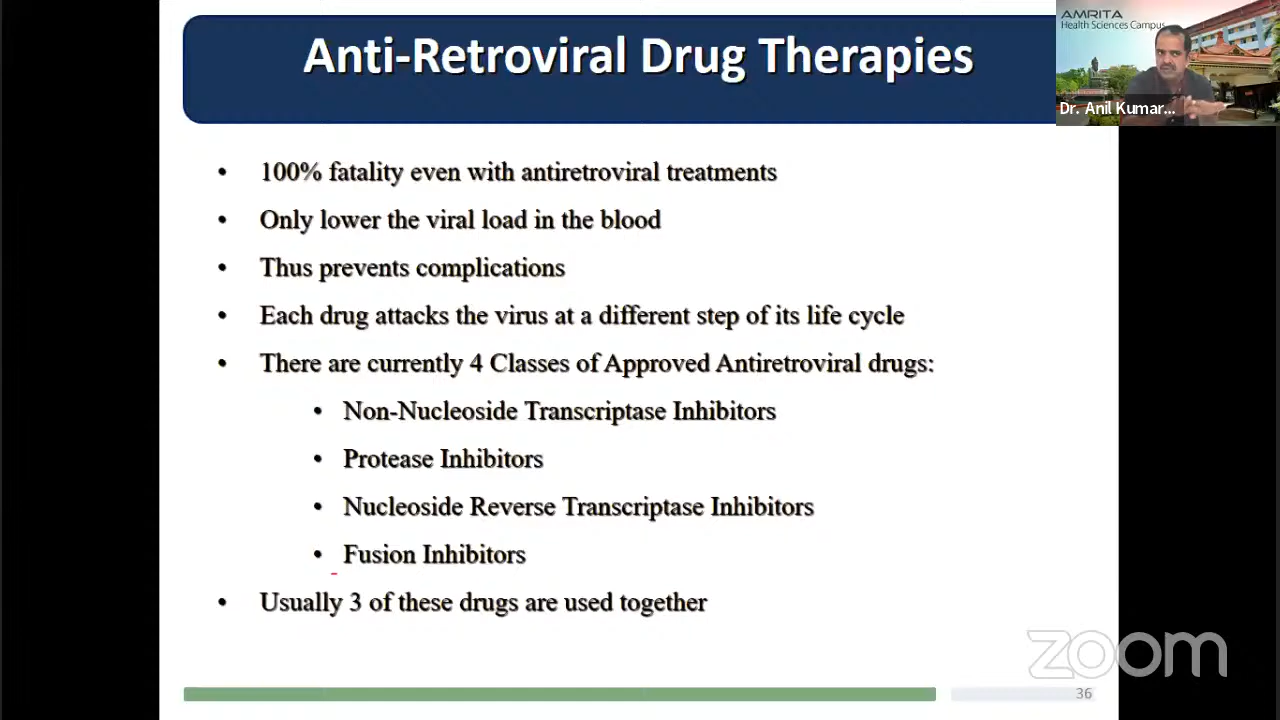 Anti-Retroviral Drug Therapies
AMRITA
Health Sciences Campus
Dr. Anil Kumar...
• 100% fatality even with antiretroviral treatments
• Only lower the viral load in the blood
• Thus prevents complications
• Each drug attacks the virus at a different step of its life cycle
• There are currently 4 Classes of Approved Antiretroviral drugs:
• Non-Nucleoside Transcriptase Inhibitors
• Protease Inhibitors
• Nucleoside Reverse Transcriptase Inhibitors
• Fusion Inhibitors
• Usually 3 of these drugs are used together
zoom
36